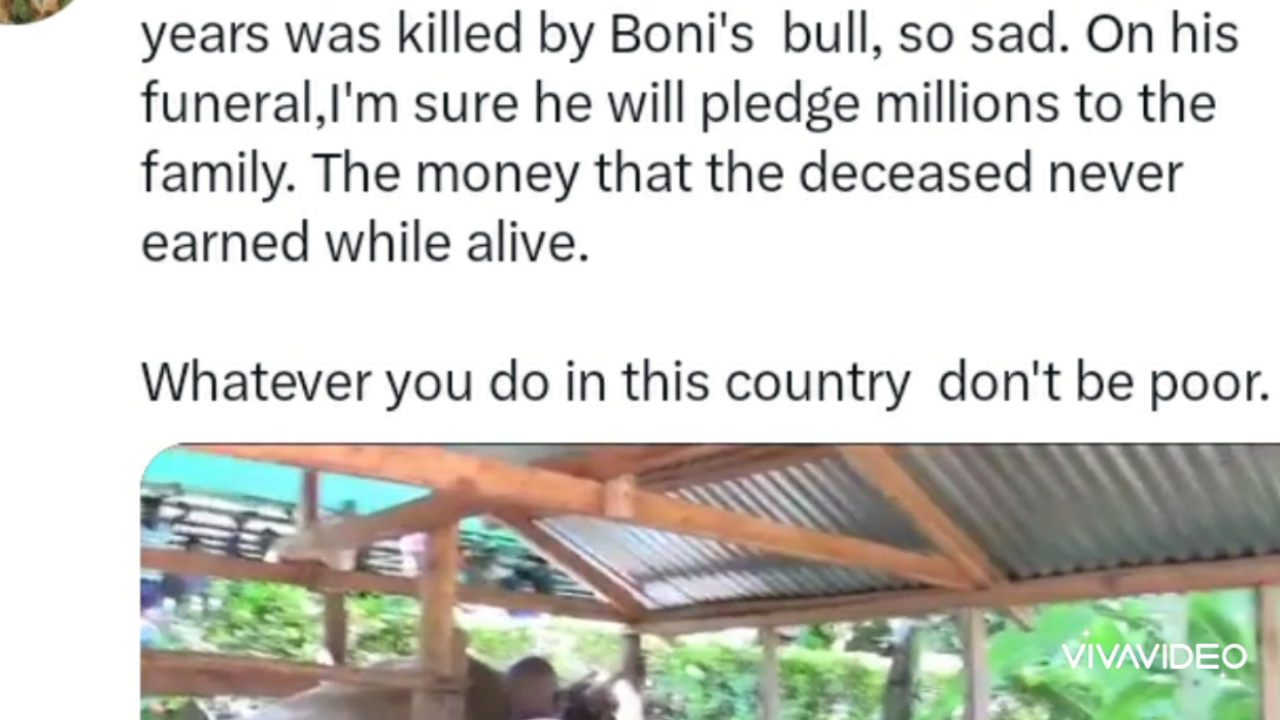 years was killed by Boni's  bull, so sad. On his
funeral,I'm sure he will pledge millions to the
family. The money that the deceased never
earned while alive.
Whatever you do in this country  don't be poor.
VIVAVIDEO